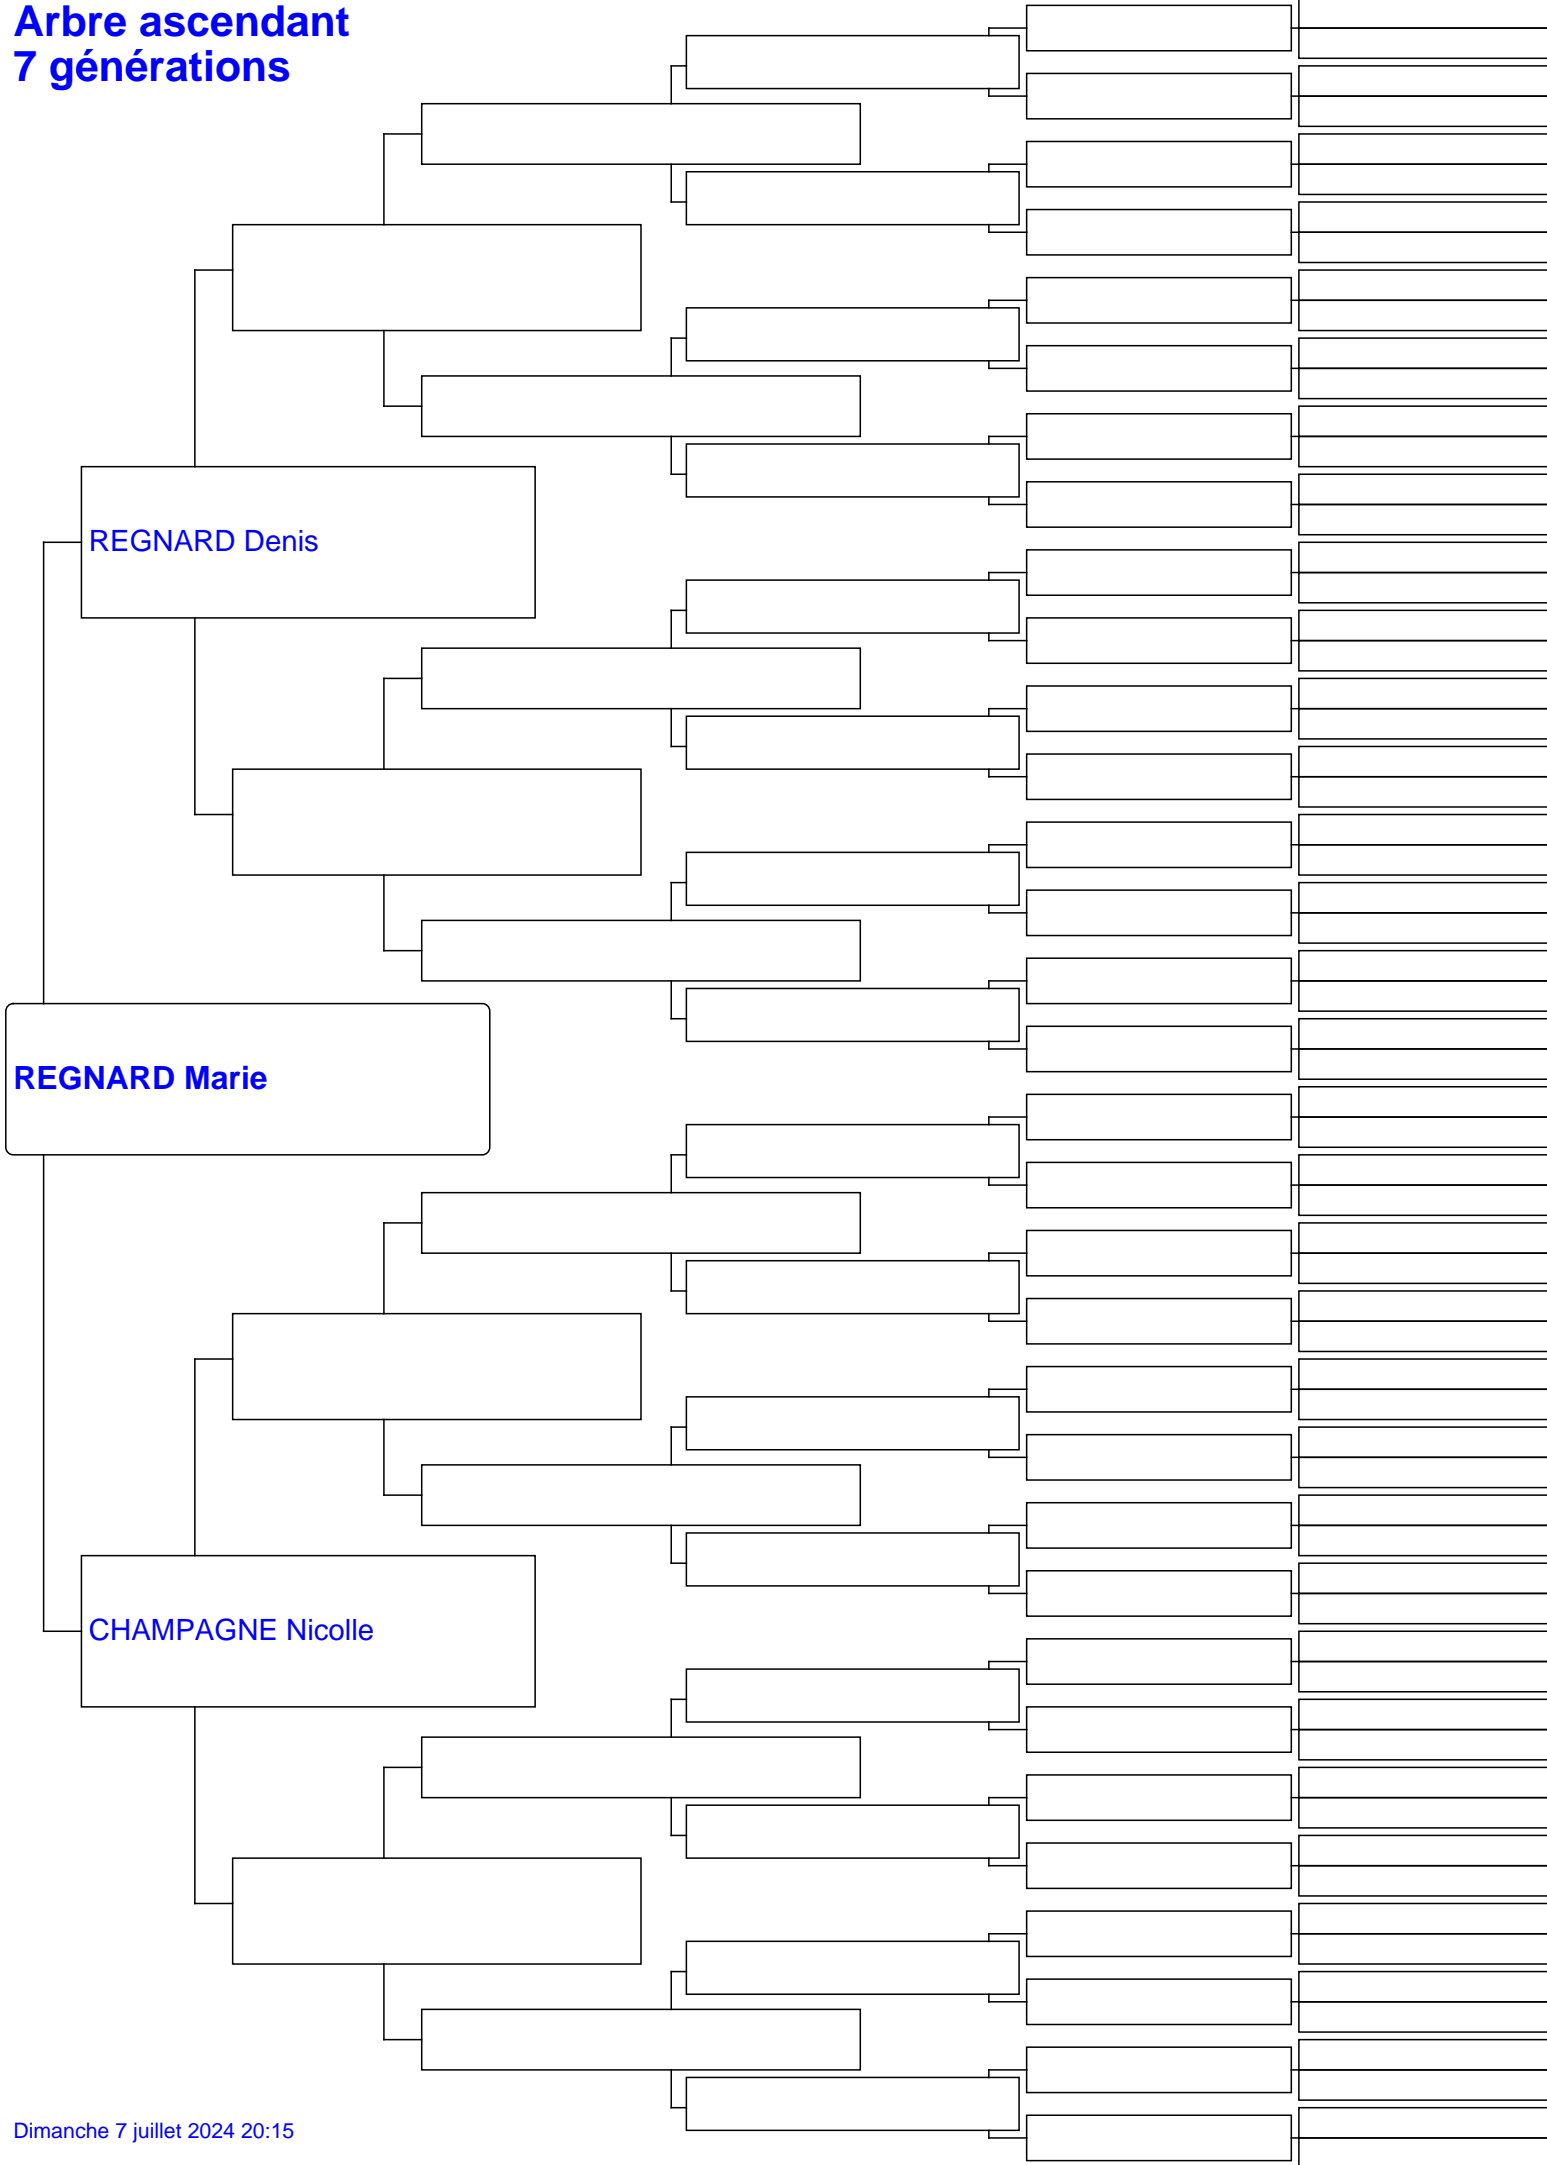 Arbre ascendant
7 générations
REGNARD Denis
REGNARD Marie
CHAMPAGNE Nicolle
Dimanche 7 juillet 2024 20:15